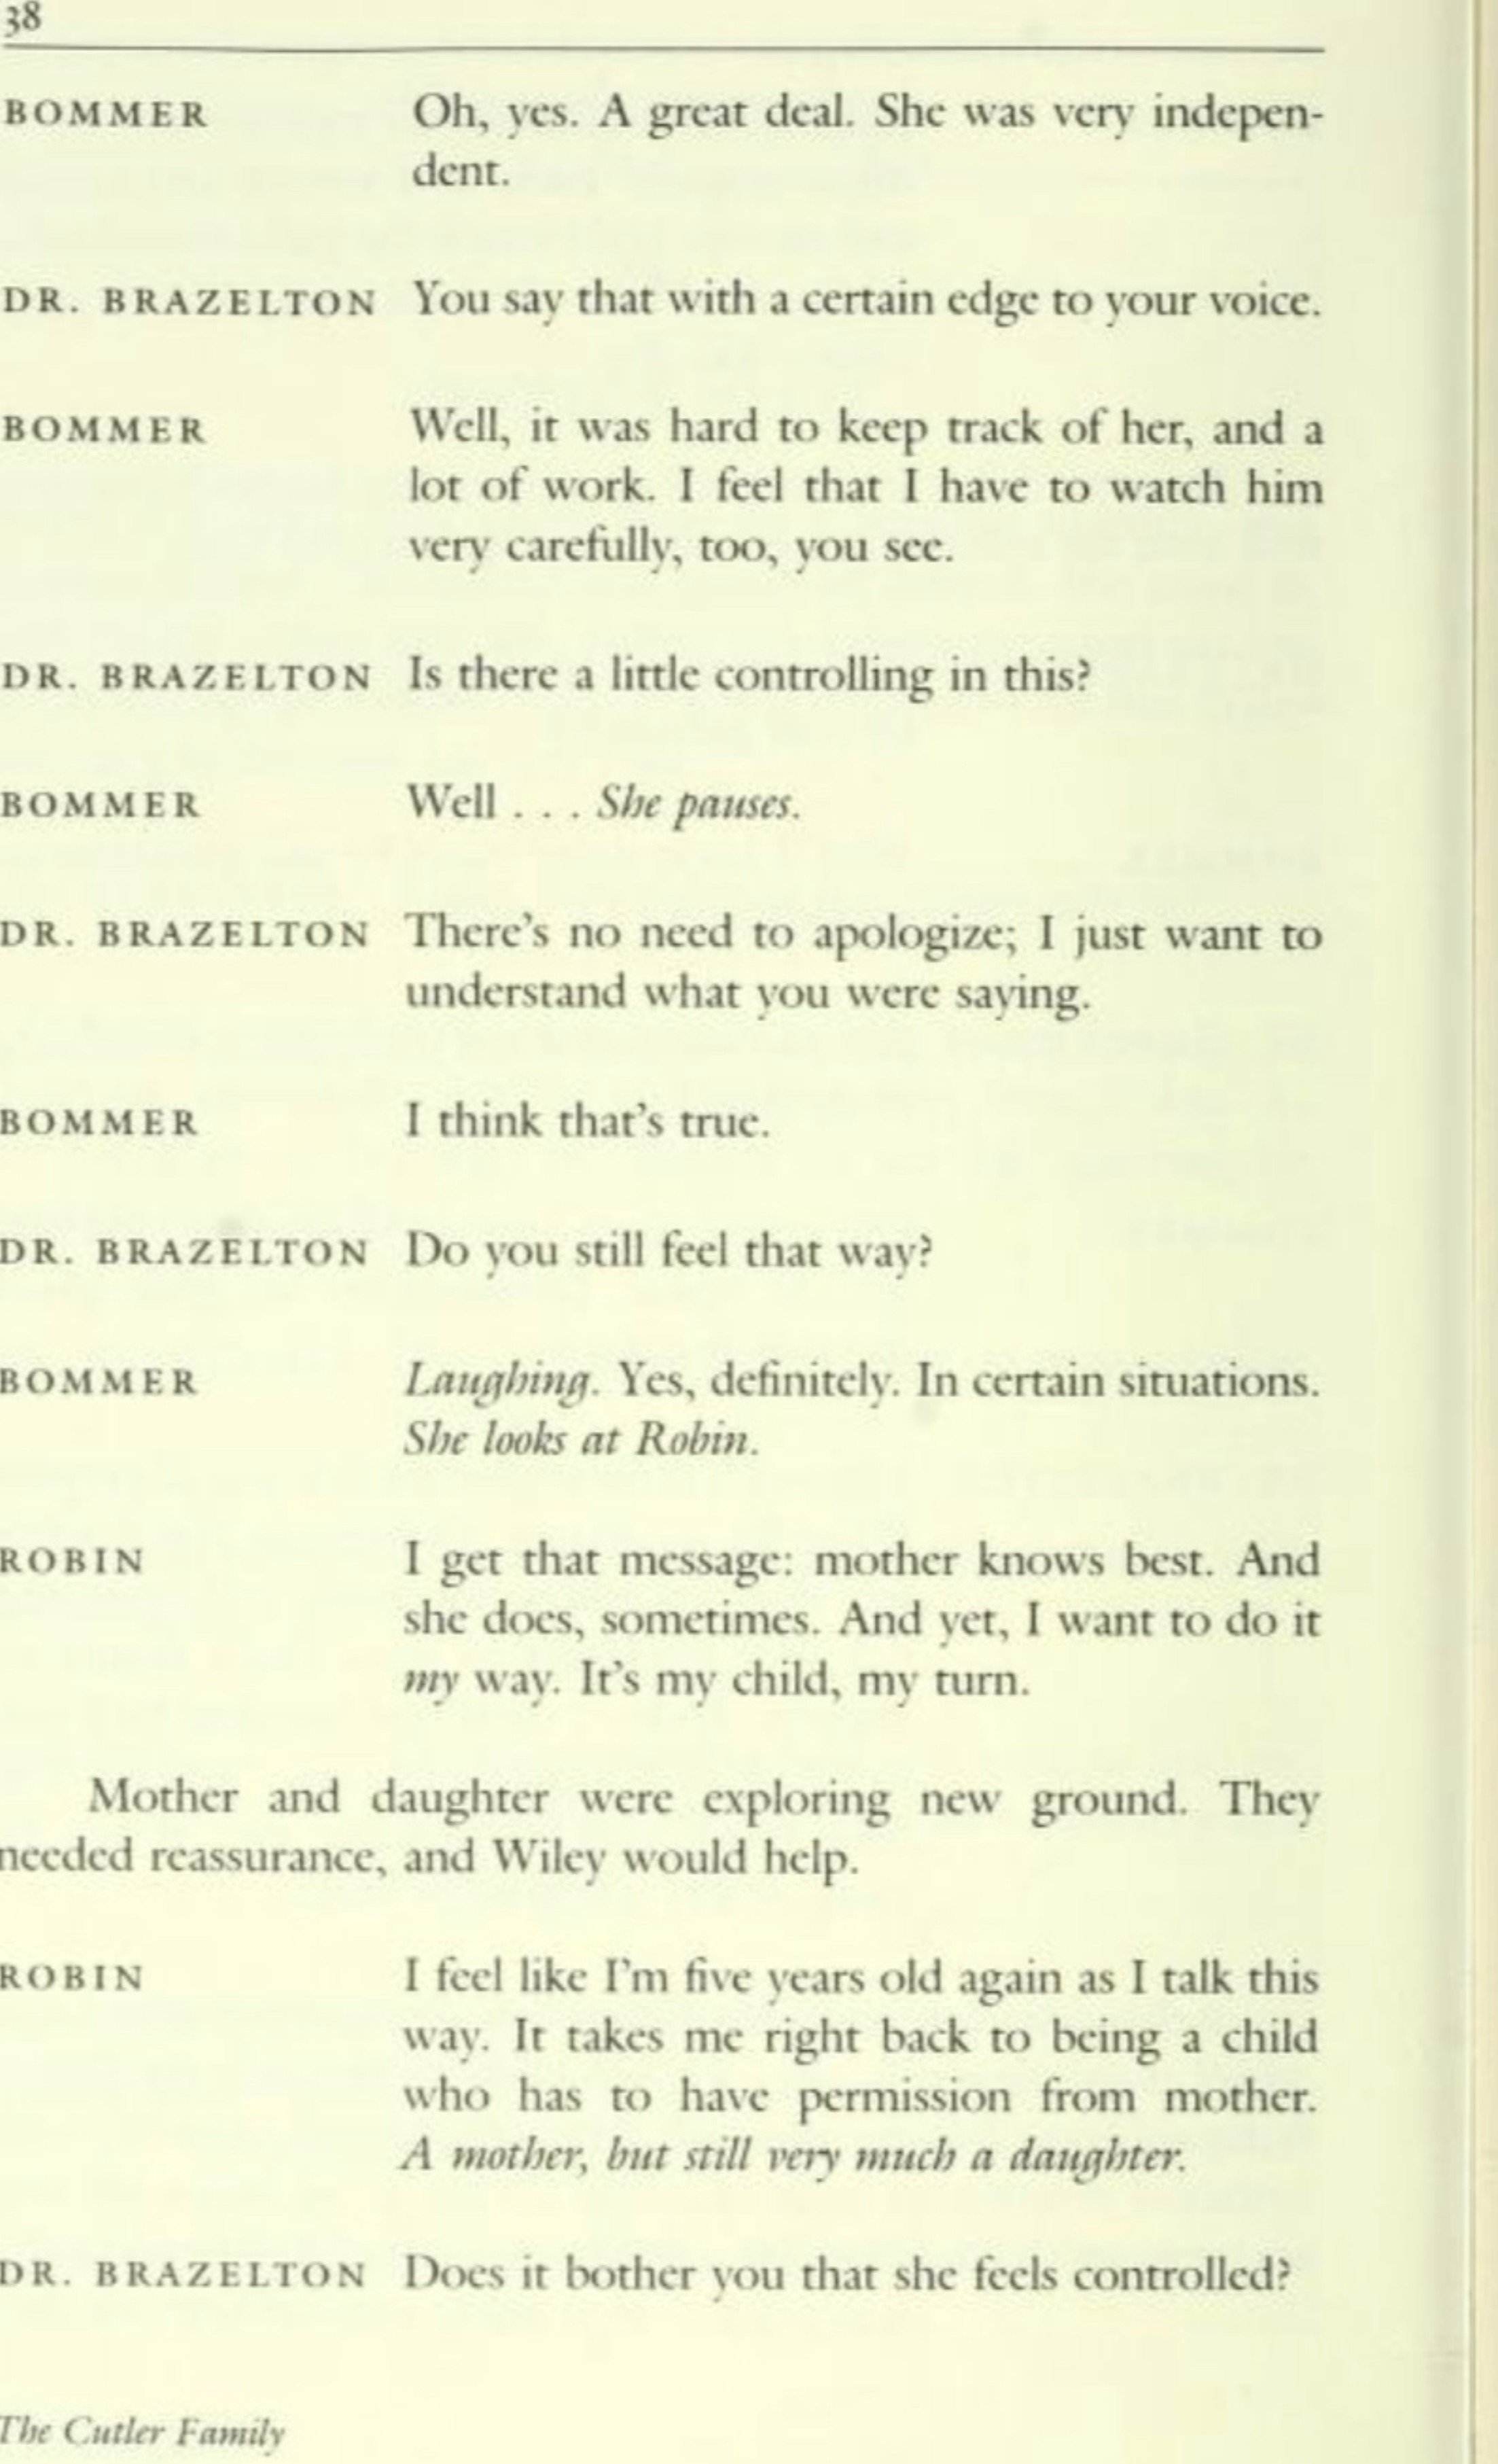 38
BOMMER Oh, yes. A great deal. She was very indepen-
dent.
DR. BRAZELTON You say that with a certain edge to your voice.
BOMMER Well, it was hard to keep track of her, and a
lot of work. I feel that I have to watch him
very carefully, too, you see.
DR. BRAZELTON Is there a little controlling in this?
BOMMER Well . . . She pauses.
DR. BRAZELTON There's no need to apologize; I just want to
understand what you were saying.
BOMMER I think that's true.
DR. BRAZELTON Do you still feel that way?
BOMMER Laughing. Yes, definitely. In certain situations.
She looks at Robin.
ROBIN I get that message: mother knows best. And
she does, sometimes. And yet, I want to do it
my way. It's my child, my turn.
Mother and daughter were exploring new ground. They
needed reassurance, and Wiley would help.
ROBIN I feel like I'm five years old again as I talk this
way. It takes me right back to being a child
who has to have permission from mother.
A mother, but still very much a daughter.
DR. BRAZELTON Does it bother you that she feels controlled?
The Cutler Family